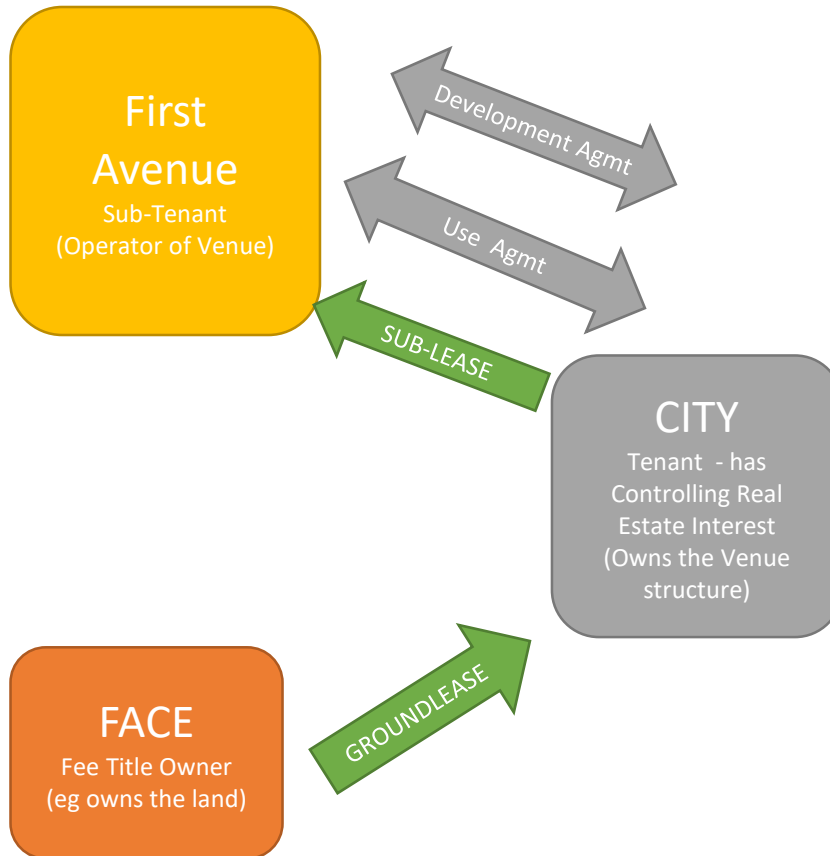 First
Avenue
Sub-Tenant
(Operator of Venue)
Development Agmt
Use Agmt
SUB-LEASE
CITY
Tenant - has
Controlling Real
Estate Interest
(Owns the Venue
structure)
FACE
Fee Title Owner
(eg owns the land)
GROUNDLEASE